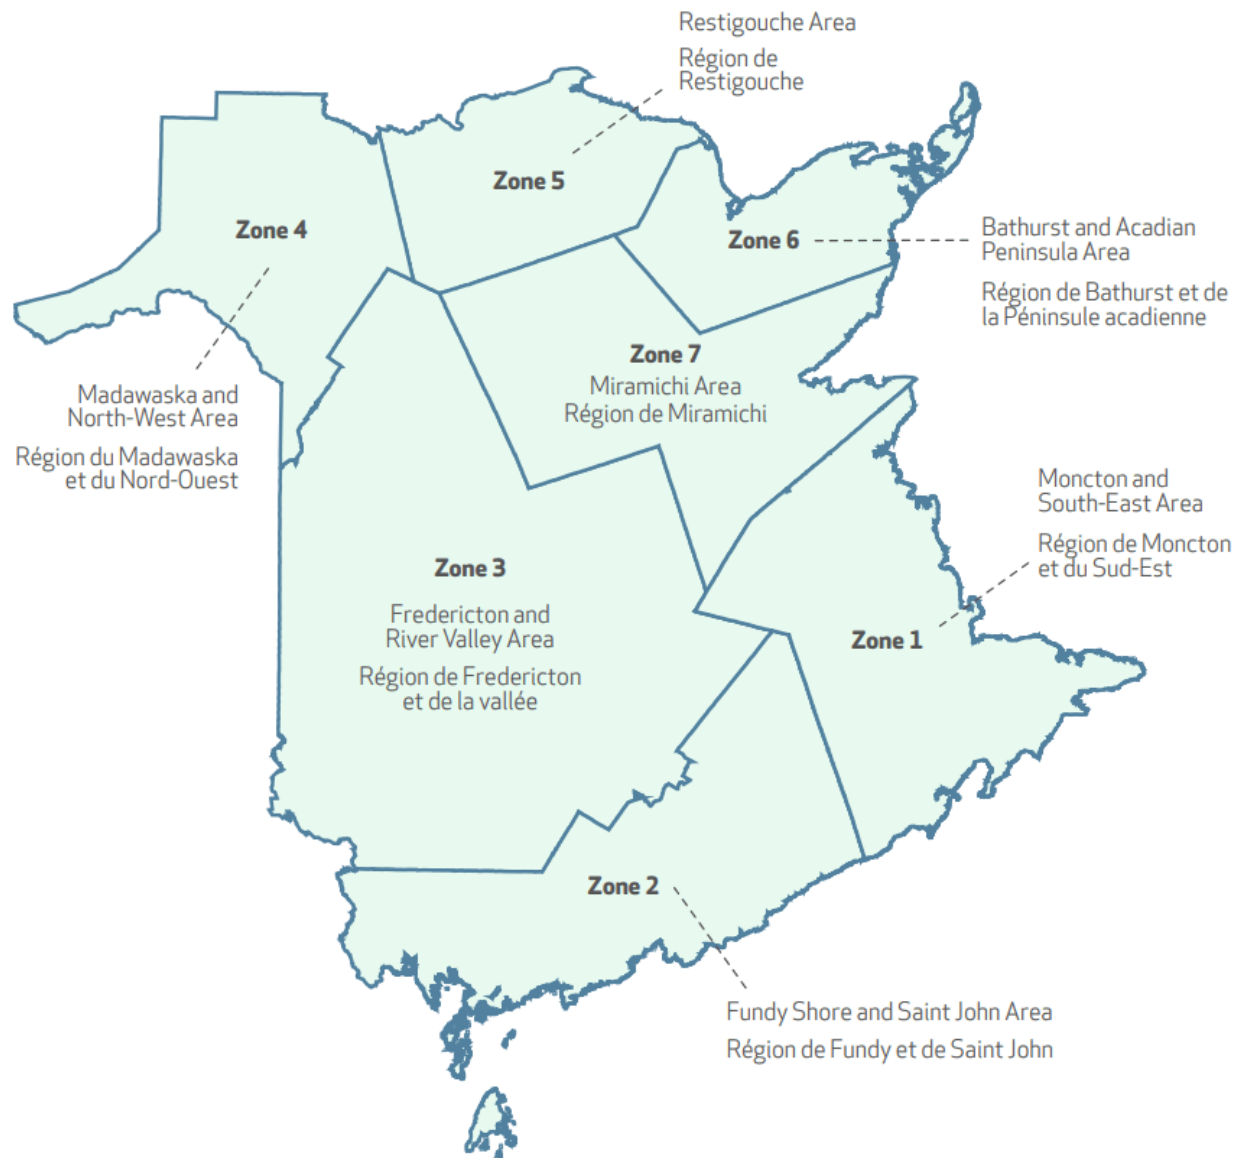 Restigouche Area
Région de
Restigouche
Zone 5
Zone 4
Zone 6
Bathurst and Acadian
Peninsula Area
Région de Bathurst et de
la Péninsule acadienne
Zone 7
Miramichi Area
Région de Miramichi
Madawaska and
North-West Area
Région du Madawaska
et du Nord-Ouest
Moncton and
South-East Area
Région de Moncton
et du Sud-Est
Zone 3
Fredericton and
River Valley Area
Région de Fredericton
et de la vallée
Zone 1
Zone 2
Fundy Shore and Saint John Area
Région de Fundy et de Saint John